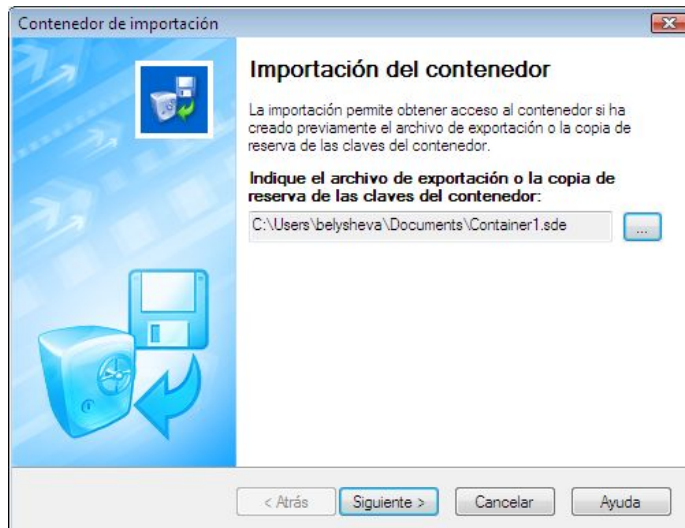 Contenedor de importación
Importación del contenedor
La importación permite obtener acceso al contenedor si ha
creado previamente el archivo de exportación o la copia de
reserva de las claves del contenedor.
Indique el archivo de exportación o la copia de
reserva de las claves del contenedor:
C:\Users\belysheva\Documents\Container1.sde ...
< Atrás Siguiente > Cancelar Ayuda